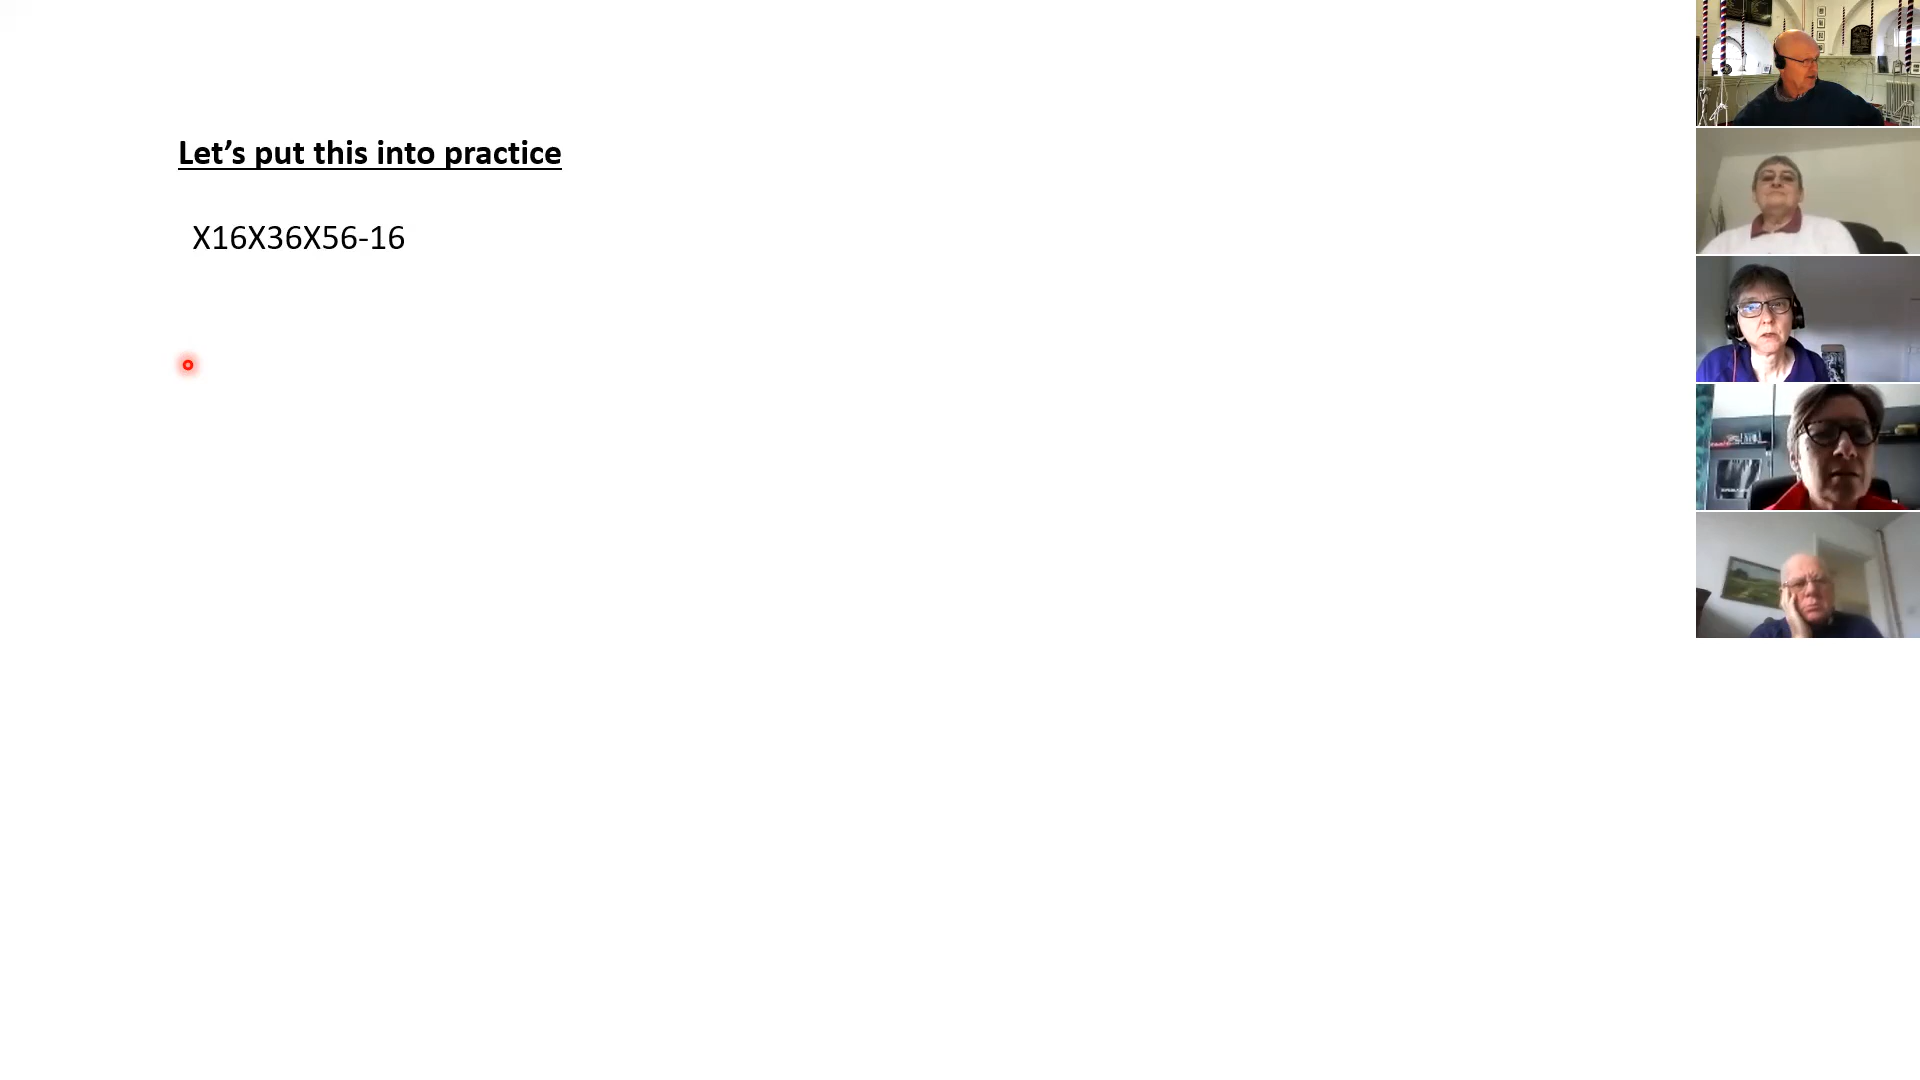 Let’s put this into practice
X16X36X56-16